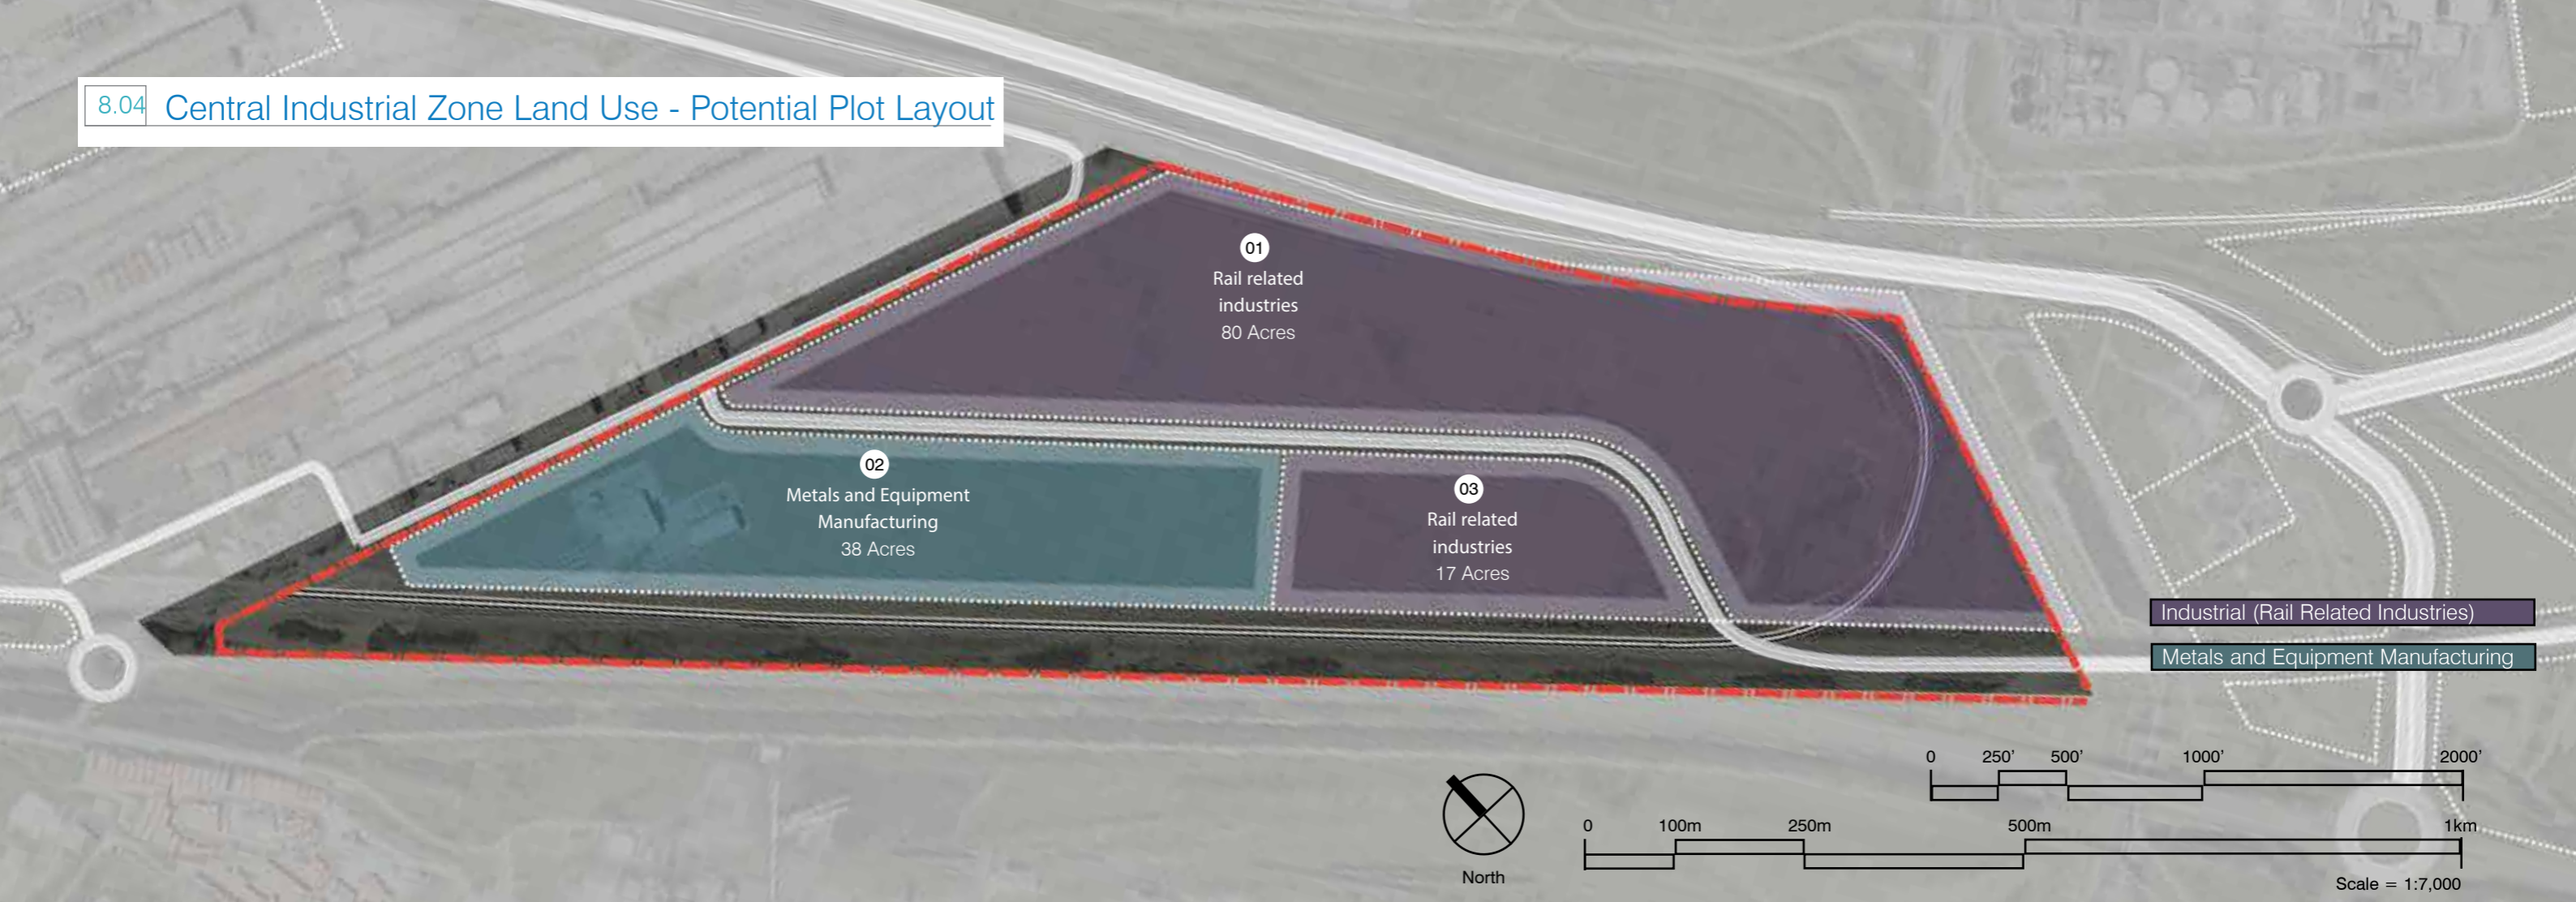 8.04 Central Industrial Zone Land Use - Potential Plot Layout
01
Rail related
industries
80 Acres
02
Metals and Equipment
Manufacturing
38 Acres
03
Rail related
industries
17 Acres
Industrial (Rail Related Industries)
Metals and Equipment Manufacturing
0 250' 500' 1000' 2000'
0 100m 250m 500m 1km
North
Scale = 1:7,000